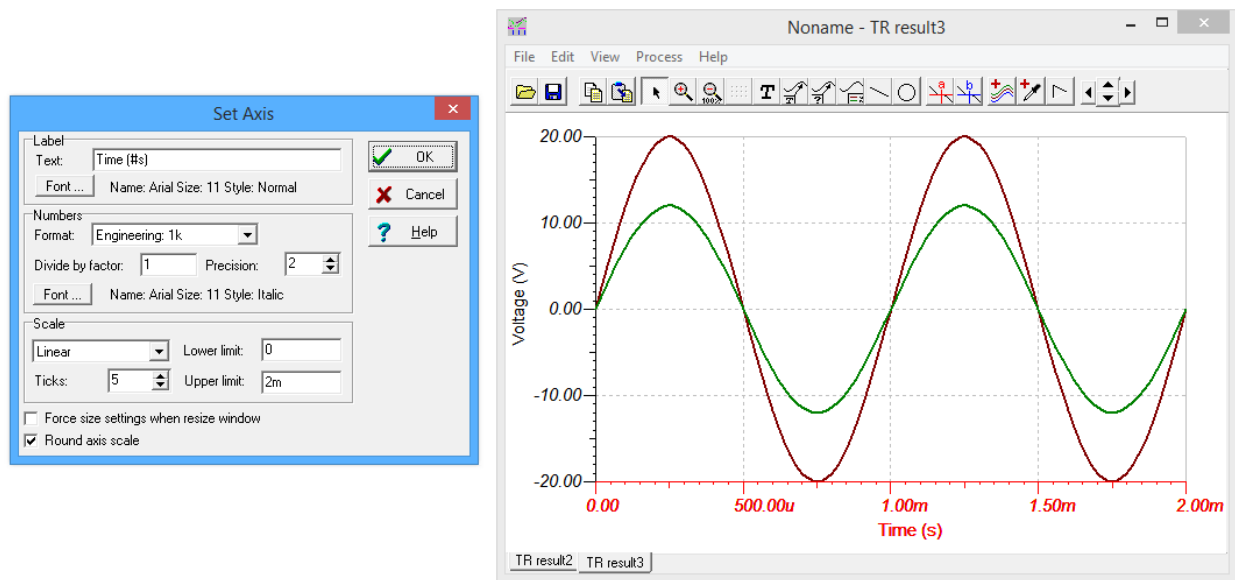 Set Axis
Label
Text: Time (#s)
Font ... Name: Arial Size: 11 Style: Normal
Numbers
Format: Engineering: 1k
Divide by factor: 1 Precision: 2
Font ... Name: Arial Size: 11 Style: Italic
Scale
Linear Lower limit: 0
Ticks: 5 Upper limit: 2m
Force size settings when resize window
Round axis scale
OK
Cancel
? Help
Noname - TR result3
File Edit View Process Help
100% T T ? a b
20.00
10.00
0.00
-10.00
-20.00
Voltage (V)
0.00 500.00u 1.00m 1.50m 2.00m
Time (s)
TR result2 TR result3